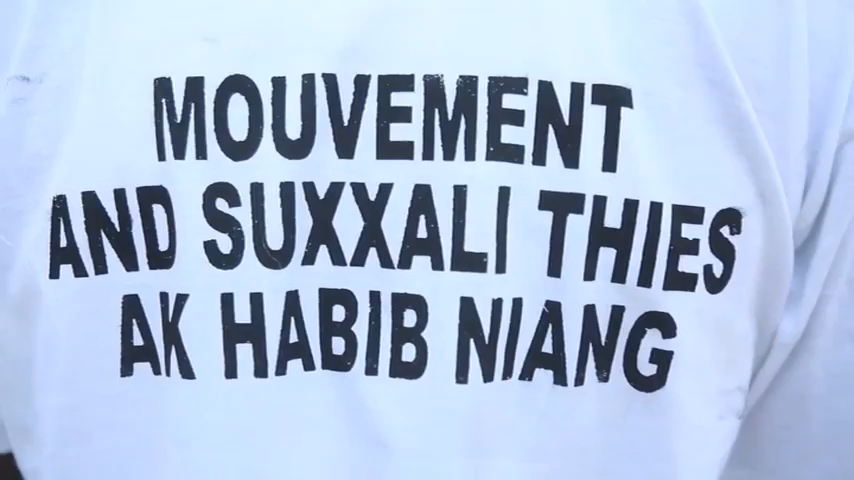 MOUVEMENT
AND SUXXALI THIES
AK HABIB NIANG